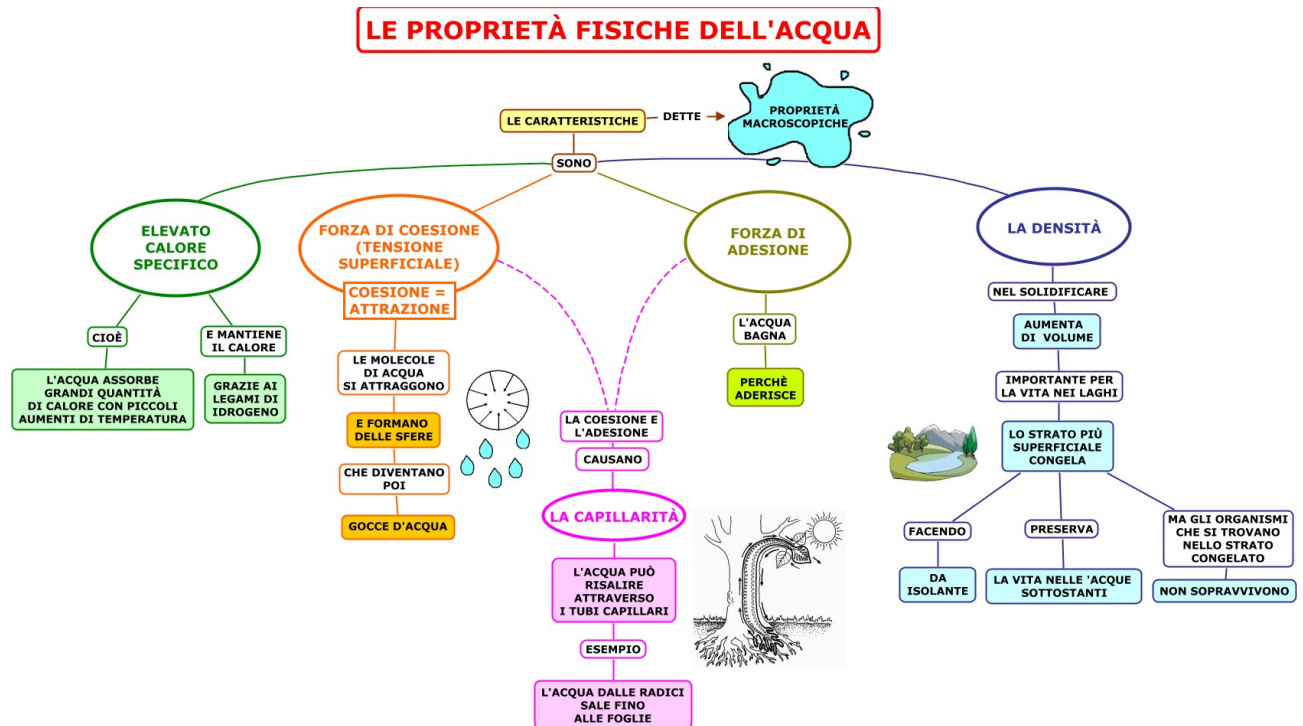 LE PROPRIETÀ FISICHE DELL'ACQUA
LE CARATTERISTICHE
DETTE
PROPRIETÀ
MACROSCOPICHE
SONO
ELEVATO
CALORE
SPECIFICO
CIOÈ
L'ACQUA ASSORBE
GRANDI QUANTITÀ
DI CALORE CON PICCOLI
AUMENTI DI TEMPERATURA
E MANTIENE
IL CALORE
GRAZIE AI
LEGAMI DI
IDROGENO
FORZA DI COESIONE
(TENSIONE
SUPERFICIALE)
COESIONE =
ATTRAZIONE
LE MOLECOLE
DI ACQUA
SI ATTRAGGONO
E FORMANO
DELLE SFERE
CHE DIVENTANO
POI
GOCCE D'ACQUA
FORZA DI
ADESIONE
L'ACQUA
BAGNA
PERCHÈ
ADERISCE
LA COESIONE E
L'ADESIONE
CAUSANO
LA CAPILLARITÀ
L'ACQUA PUÒ
RISALIRE
ATTRAVERSO
I TUBI CAPILLARI
ESEMPIO
L'ACQUA DALLE RADICI
SALE FINO
ALLE FOGLIE
LA DENSITÀ
NEL SOLIDIFICARE
AUMENTA
DI VOLUME
IMPORTANTE PER
LA VITA NEI LAGHI
LO STRATO PIÙ
SUPERFICIALE
CONGELA
FACENDO
DA
ISOLANTE
PRESERVA
LA VITA NELLE 'ACQUE
SOTTOSTANTI
MA GLI ORGANISMI
CHE SI TROVANO
NELLO STRATO
CONGELATO
NON SOPRAVVIVONO